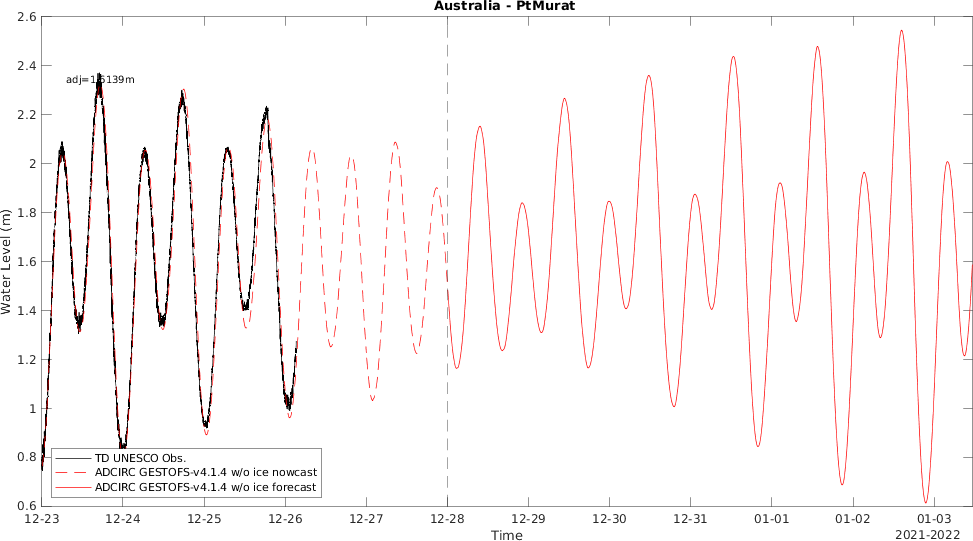 Australia - PtMurat
2.6
2.4
2.2
2
1.8
1.6
1.4
1.2
1
0.8
0.6
Water Level (m)
adj=1.6139m
TD UNESCO Obs.
ADCIRC GESTOFS-v4.1.4 w/o ice nowcast
ADCIRC GESTOFS-v4.1.4 w/o ice forecast
12-23 12-24 12-25 12-26 12-27 12-28 12-29 12-30 12-31 01-01 01-02 01-03
Time
2021-2022